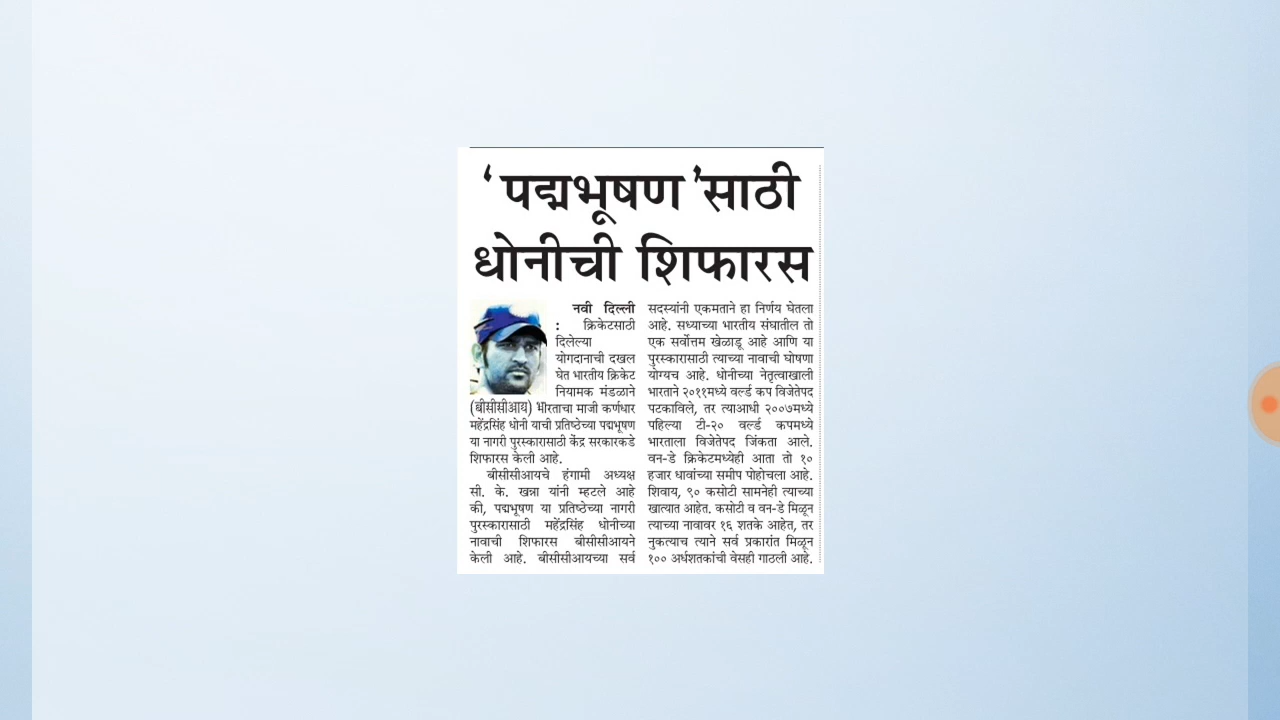 ‘पद्मभूषण’साठी
धोनीची शिफारस
नवी दिल्ली
: क्रिकेटसाठी
दिलेल्या
योगदानाची दखल
घेत भारतीय क्रिकेट
नियामक मंडळाने
(बीसीसीआय) भारताचा माजी कर्णधार
महेंद्रसिंह धोनी याची प्रतिष्ठेच्या पद्मभूषण
या नागरी पुरस्कारासाठी केंद्र सरकारकडे
शिफारस केली आहे.
बीसीसीआयचे हंगामी अध्यक्ष
सी. के. खन्ना यांनी म्हटले आहे
की, पद्मभूषण या प्रतिष्ठेच्या नागरी
पुरस्कारासाठी महेंद्रसिंह धोनीच्या
नावाची शिफारस बीसीसीआयने
केली आहे. बीसीसीआयच्या सर्व
सदस्यांनी एकमताने हा निर्णय घेतला
आहे. सध्याच्या भारतीय संघातील तो
एक सर्वोत्तम खेळाडू आहे आणि या
पुरस्कारासाठी त्याच्या नावाची घोषणा
योग्यच आहे. धोनीच्या नेतृत्वाखाली
भारताने २०११मध्ये वर्ल्ड कप विजेतेपद
पटकाविले, तर त्याआधी २००७मध्ये
पहिल्या टी-२० वर्ल्ड कपमध्ये
भारताला विजेतेपद जिंकता आले.
वन-डे क्रिकेटमध्येही आता तो १०
हजार धावांच्या समीप पोहोचला आहे.
शिवाय, ९० कसोटी सामनेही त्याच्या
खात्यात आहेत. कसोटी व वन-डे मिळून
त्याच्या नावावर १६ शतके आहेत, तर
नुकत्याच त्याने सर्व प्रकारांत मिळून
१०० अर्धशतकांची वेसही गाठली आहे.